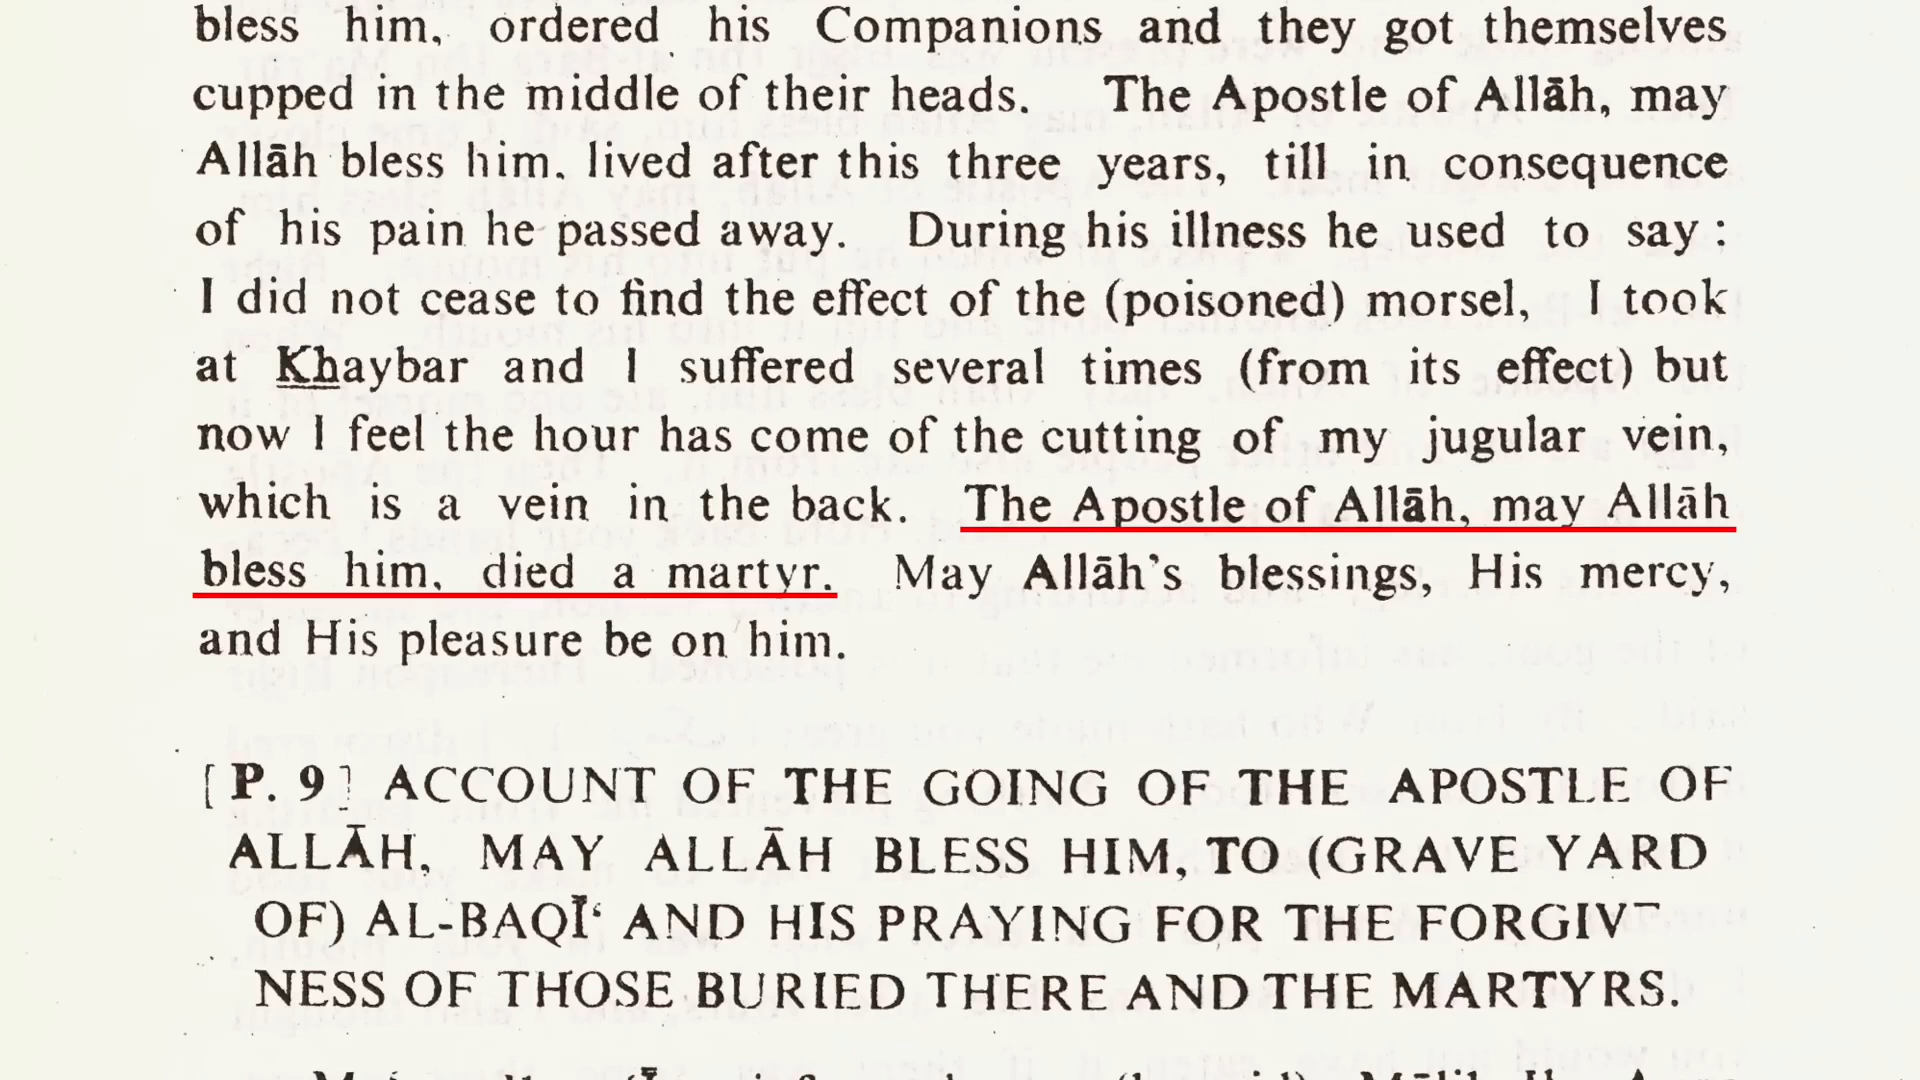 bless him, ordered his Companions and they got themselves
cupped in the middle of their heads. The Apostle of Allāh, may
Allāh bless him, lived after this three years, till in consequence
of his pain he passed away. During his illness he used to say :
I did not cease to find the effect of the (poisoned) morsel, I took
at Khaybar and I suffered several times (from its effect) but
now I feel the hour has come of the cutting of my jugular vein,
which is a vein in the back. The Apostle of Allāh, may Allāh
bless him, died a martyr. May Allāh's blessings, His mercy,
and His pleasure be on him.
[P. 9] ACCOUNT OF THE GOING OF THE APOSTLE OF
ALLĀH, MAY ALLĀH BLESS HIM, TO (GRAVE YARD
OF) AL-BAQĪ‘ AND HIS PRAYING FOR THE FORGIV-
NESS OF THOSE BURIED THERE AND THE MARTYRS.